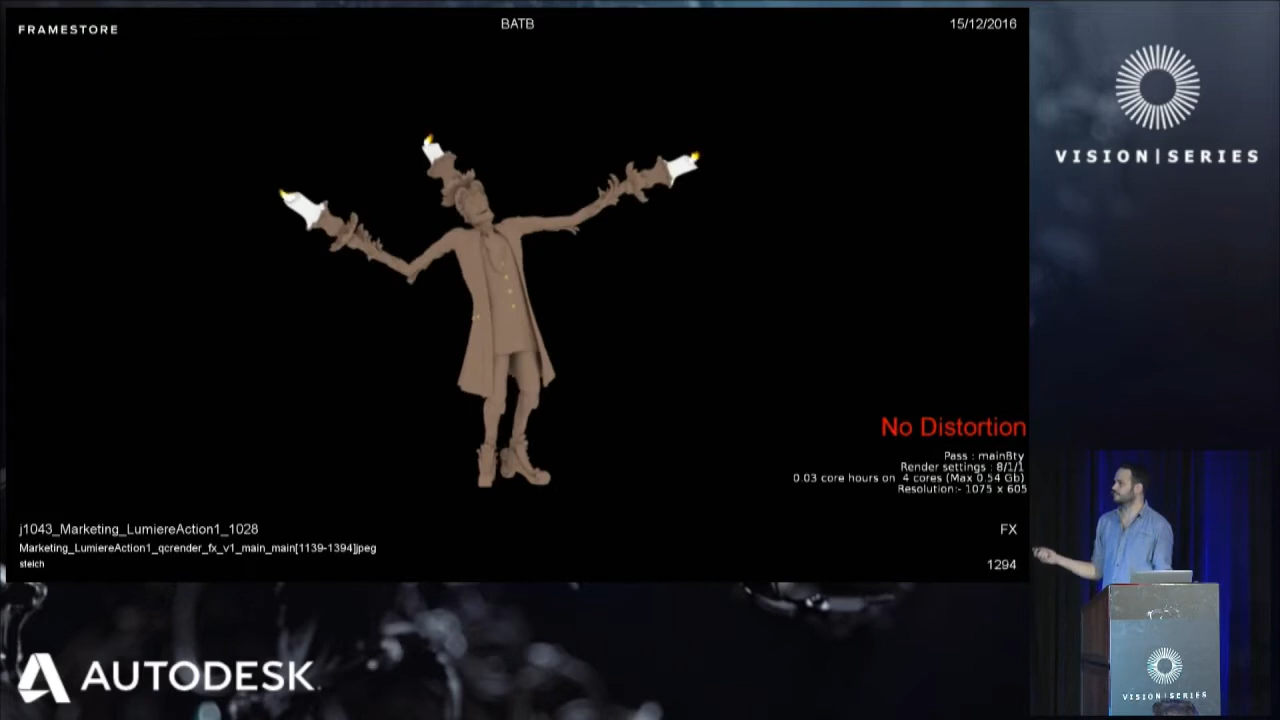 FRAMESTORE
BATB
15/12/2016
VISION|SERIES
No Distortion
Pass : mainBty
Render settings : 8/1/1
0.03 core hours on 4 cores (Max 0.54 Gb)
Resolution:- 1075 x 605
j1043_Marketing_LumiereAction1_1028
FX
Marketing_LumiereAction1_qcrender_fx_v1_main_main[1139-1394]jpeg
steich
1294
AUTODESK
VISION|SERIES